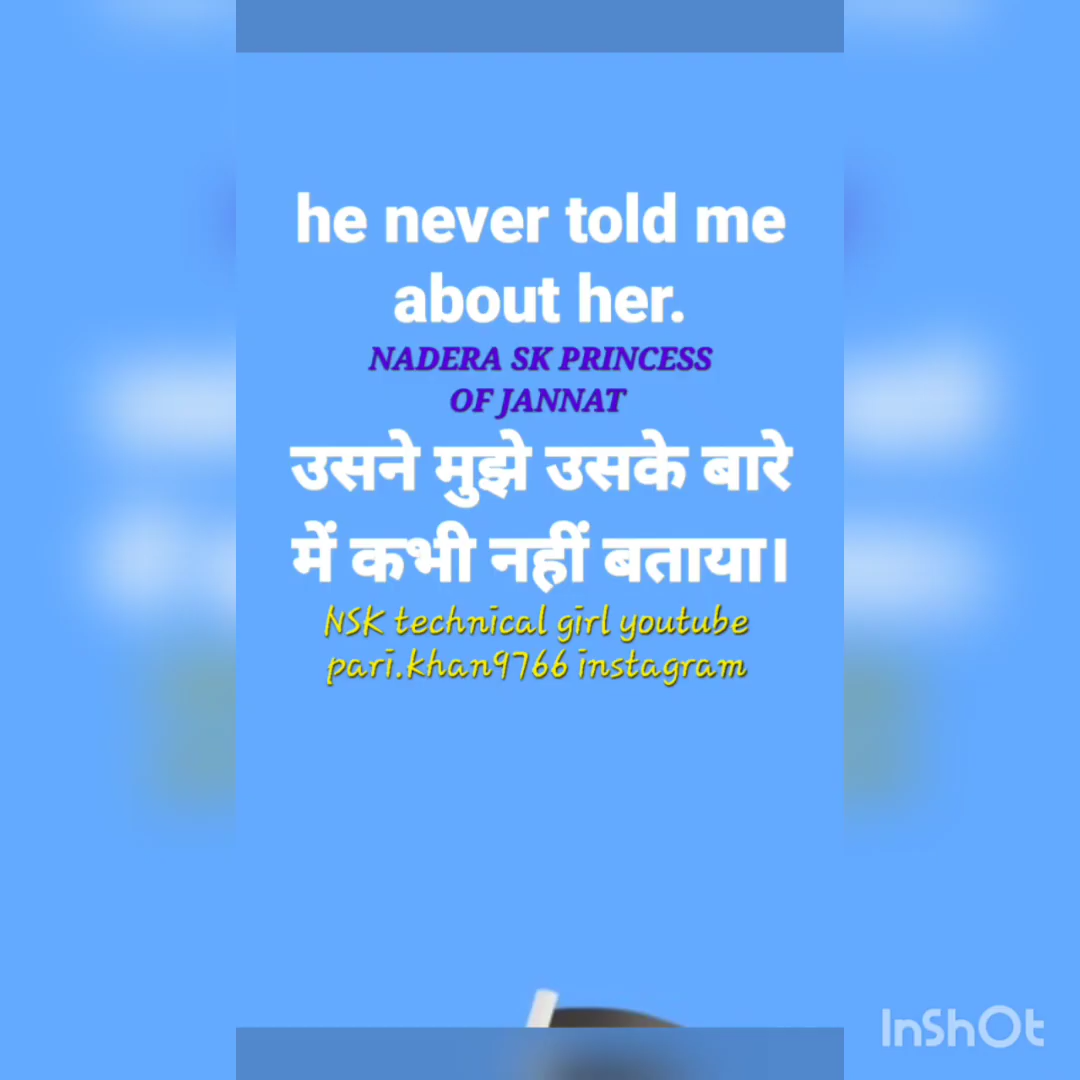 he never told me
about her.
NADERA SK PRINCESS
OF JANNAT
उसने मुझे उसके बारे
में कभी नहीं बताया।
NSK technical girl youtube
pari.khan9766 instagram
InShOt